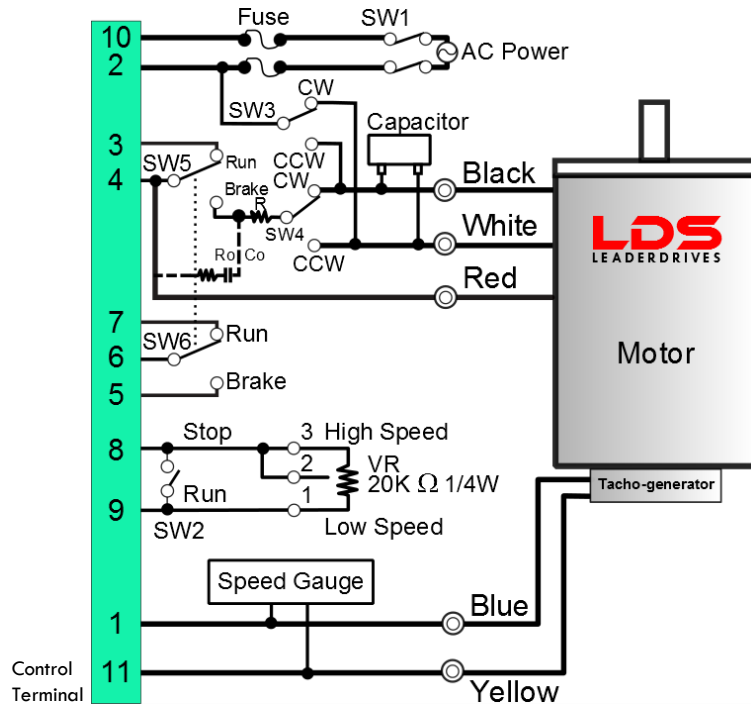 Fuse SW1
10
2
AC Power
SW3 CW
Capacitor
3
SW5 Run
4
CCW
CW
Brake
R
SW4
Black
White
CCW
Ro Co
Red
LDS
LEADERDRIVES
Motor
7
SW6 Run
6
5 Brake
8 Stop 3 High Speed
2 VR
20K Ω 1/4W
Run 1
9
SW2 Low Speed
Tacho-generator
Speed Gauge
1 Blue
Control
Terminal
11 Yellow